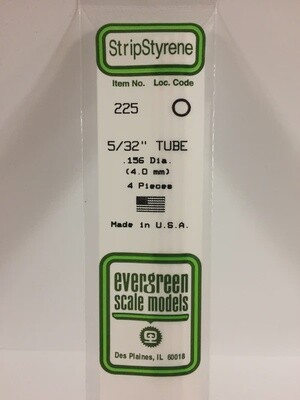 StripStyrene
Item No. Loc. Code
225
5/32" TUBE
.156 Dia.
(4.0 mm)
4 Pieces
Made in U.S.A.
evergreen
scale models
Des Plaines, IL 60018